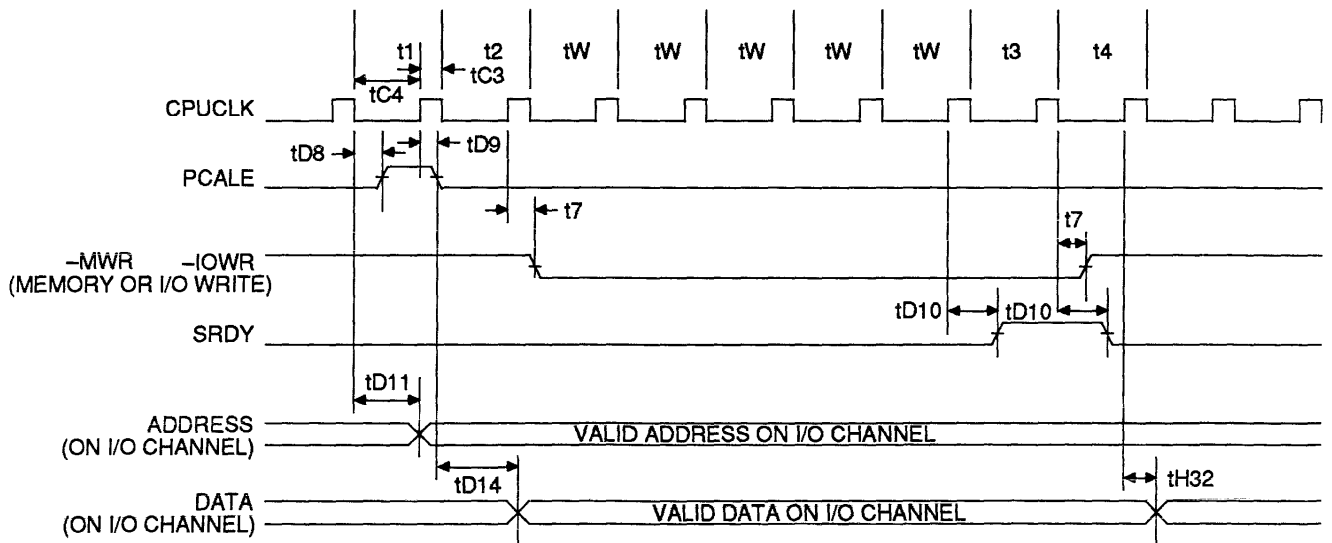 t1 t2 tW tW tW tW tW t3 t4
tC3
tC4
CPUCLK
tD8 tD9
PCALE
t7 t7
–MWR –IOWR
(MEMORY OR I/O WRITE)
tD10 tD10
SRDY
tD11
ADDRESS
(ON I/O CHANNEL)
VALID ADDRESS ON I/O CHANNEL
tD14 tH32
DATA
(ON I/O CHANNEL)
VALID DATA ON I/O CHANNEL